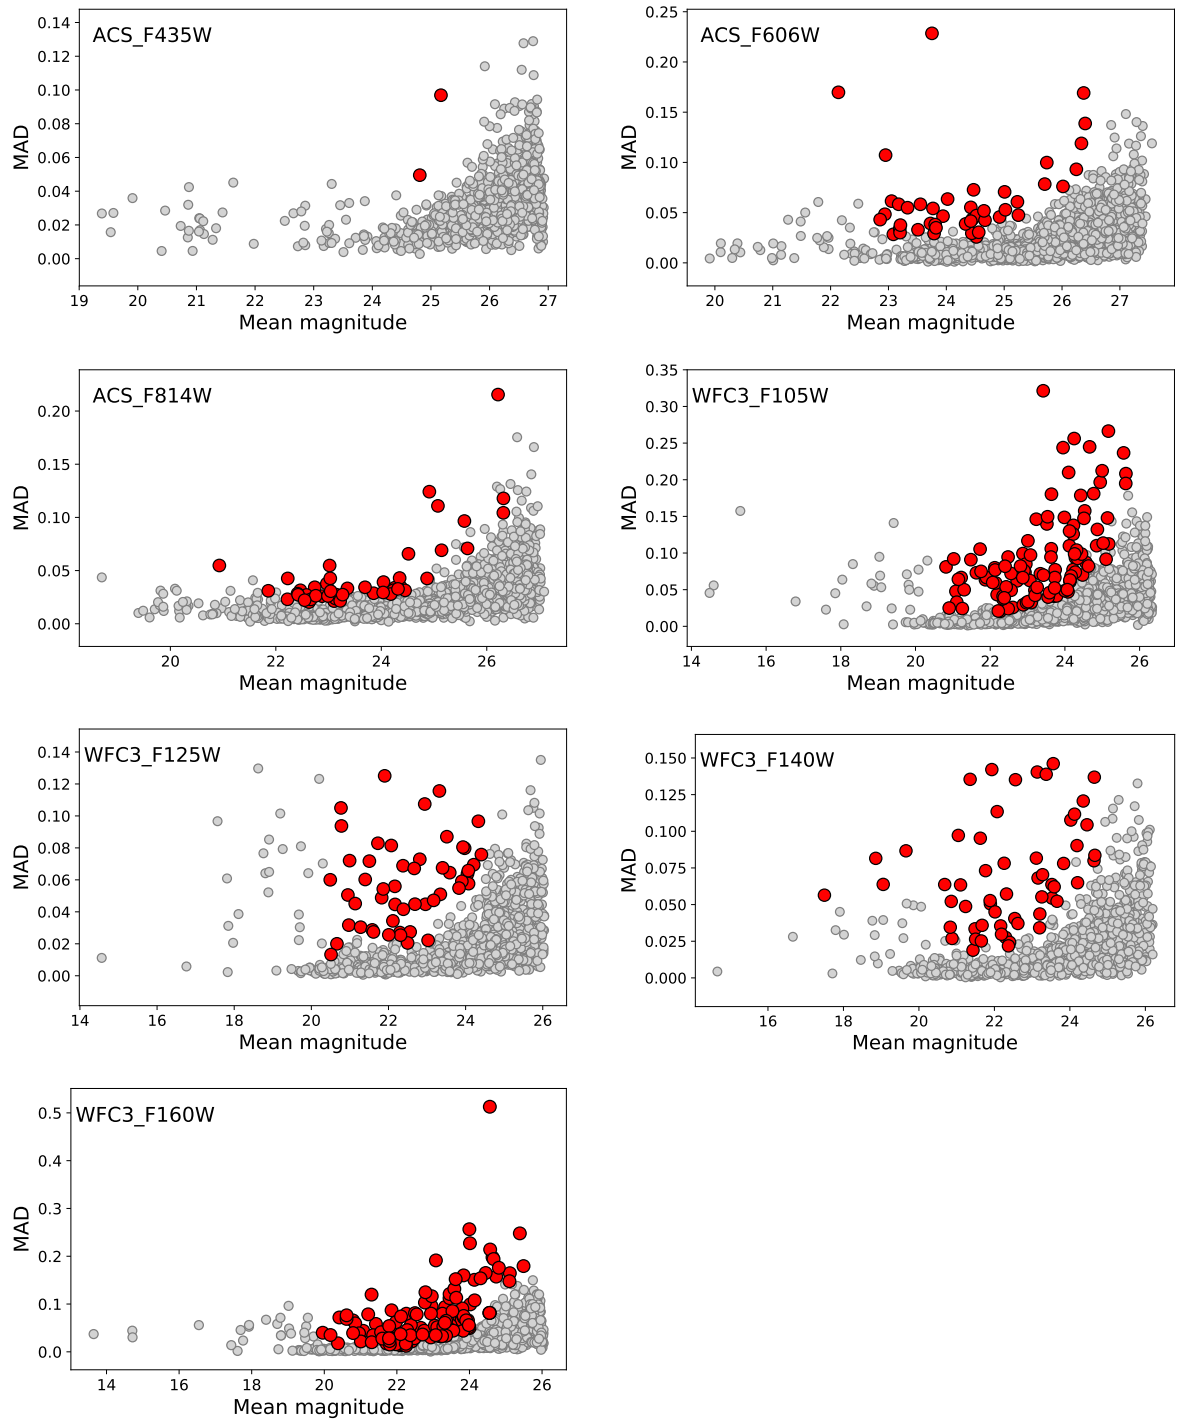 ACS_F435W
MAD
0.14
0.12
0.10
0.08
0.06
0.04
0.02
0.00
19 20 21 22 23 24 25 26 27
Mean magnitude
ACS_F606W
MAD
0.25
0.20
0.15
0.10
0.05
0.00
20 21 22 23 24 25 26 27
Mean magnitude
ACS_F814W
MAD
0.20
0.15
0.10
0.05
0.00
20 22 24 26
Mean magnitude
WFC3_F105W
MAD
0.35
0.30
0.25
0.20
0.15
0.10
0.05
0.00
14 16 18 20 22 24 26
Mean magnitude
WFC3_F125W
MAD
0.14
0.12
0.10
0.08
0.06
0.04
0.02
0.00
14 16 18 20 22 24 26
Mean magnitude
WFC3_F140W
MAD
0.150
0.125
0.100
0.075
0.050
0.025
0.000
16 18 20 22 24 26
Mean magnitude
WFC3_F160W
MAD
0.5
0.4
0.3
0.2
0.1
0.0
14 16 18 20 22 24 26
Mean magnitude